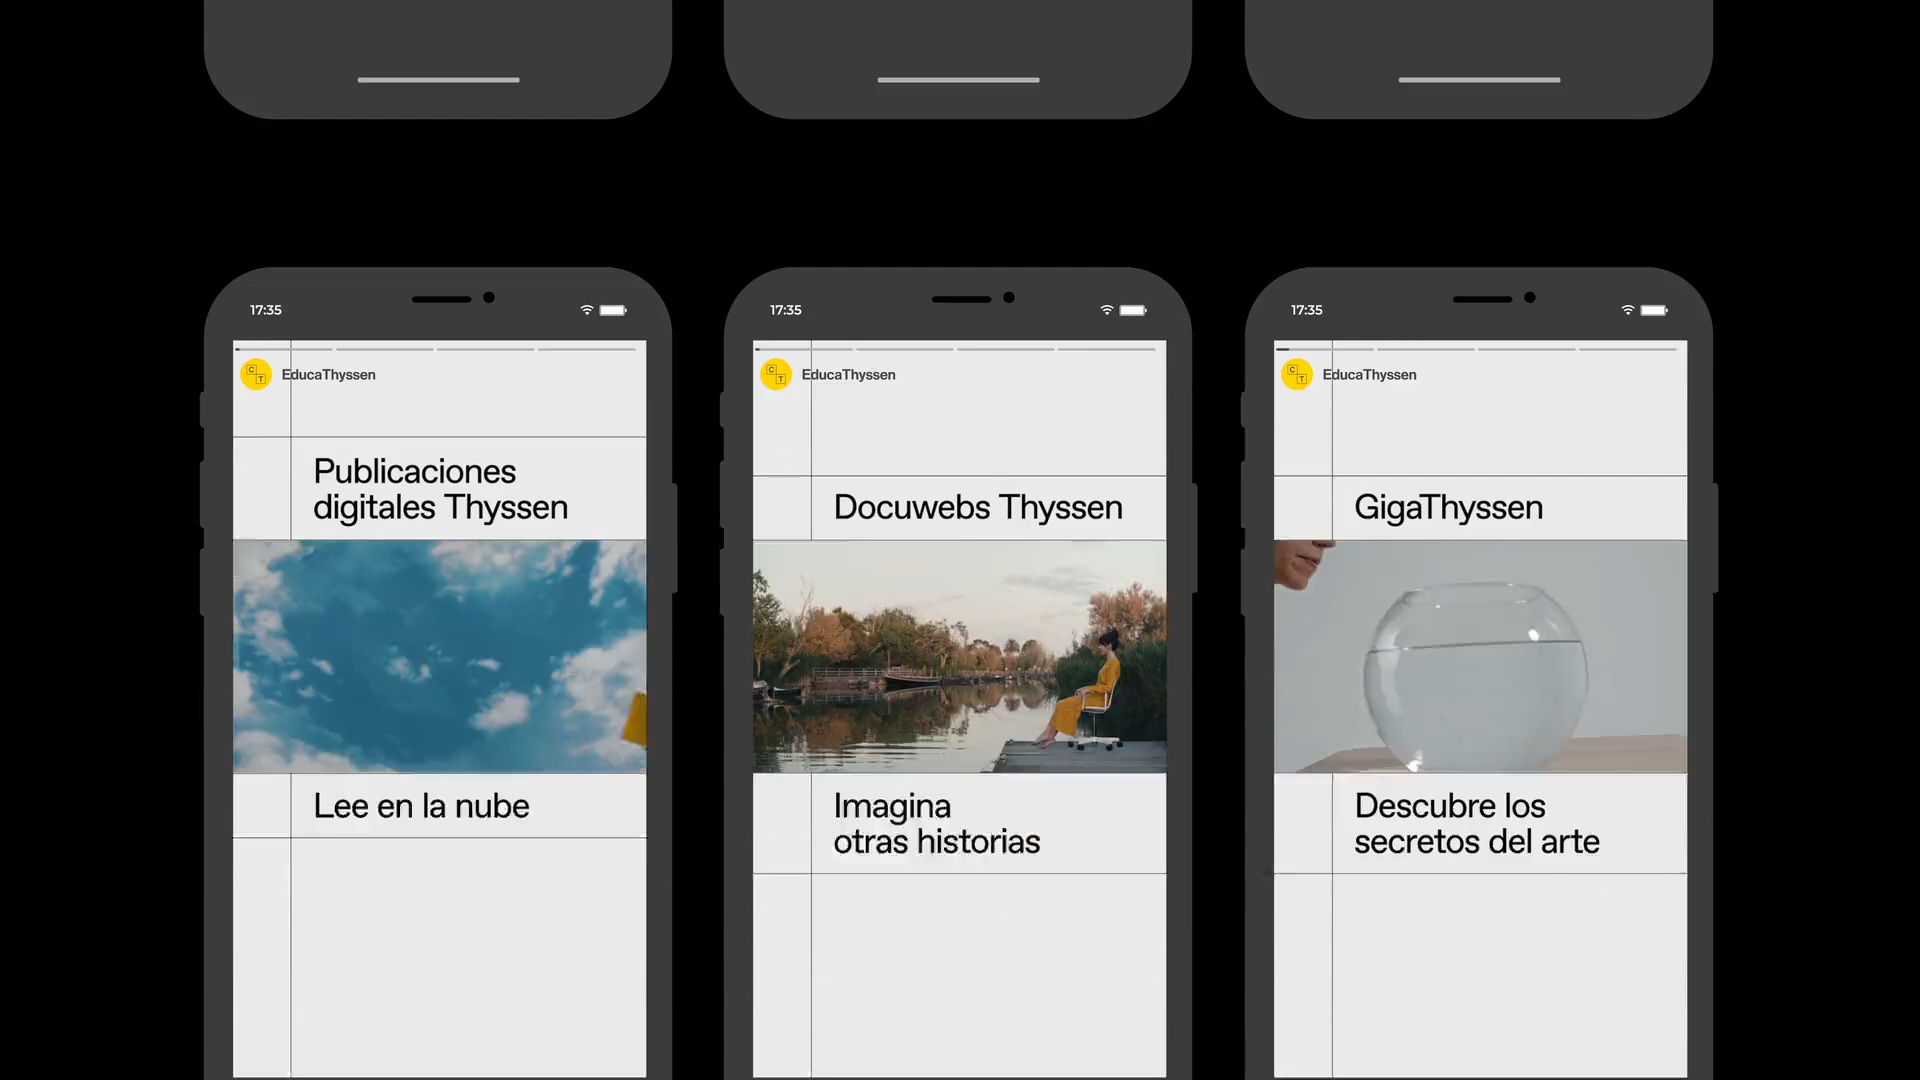 17:35
C
T
EducaThyssen
Publicaciones
digitales Thyssen
Lee en la nube
17:35
C
T
EducaThyssen
Docuwebs Thyssen
Imagina
otras historias
17:35
C
T
EducaThyssen
GigaThyssen
Descubre los
secretos del arte